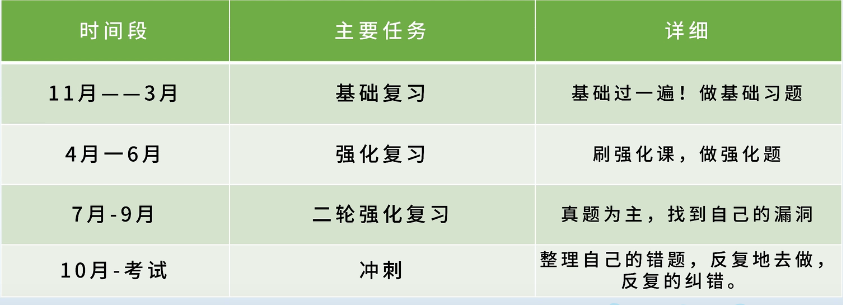 时间段 主要任务 详细
11月——3月 基础复习 基础过一遍！做基础习题
4月一6月 强化复习 刷强化课，做强化题
7月-9月 二轮强化复习 真题为主，找到自己的漏洞
10月-考试 冲刺 整理自己的错题，反复地去做，
反复的纠错。